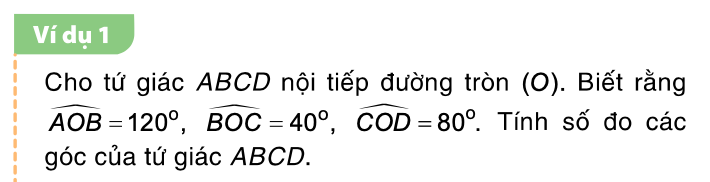 Ví dụ 1
Cho tứ giác ABCD nội tiếp đường tròn (O). Biết rằng
$\widehat{AOB}$ = 120°, $\widehat{BOC}$ = 40°, $\widehat{COD}$ = 80°. Tính số đo các
góc của tứ giác ABCD.